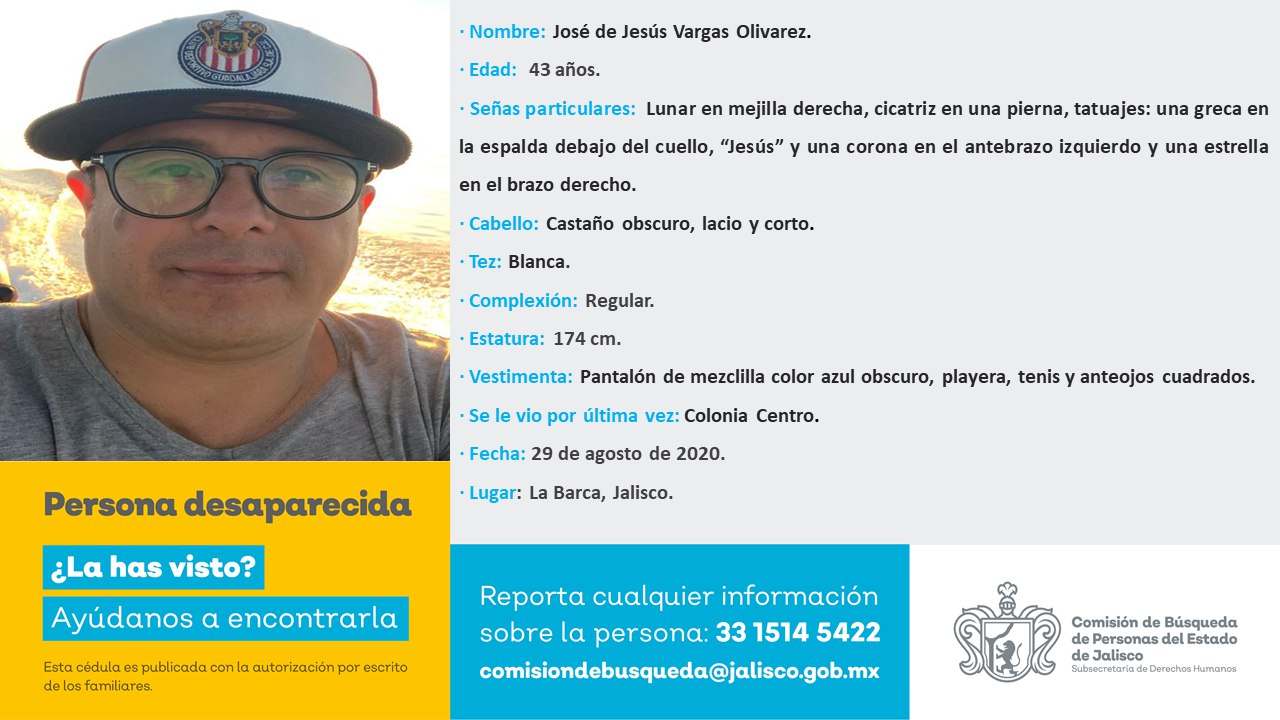 CLUB DEPORTIVO GUADALAJARA S.A. DE C.V.
· Nombre: José de Jesús Vargas Olivarez.
· Edad: 43 años.
· Señas particulares: Lunar en mejilla derecha, cicatriz en una pierna, tatuajes: una greca en
la espalda debajo del cuello, “Jesús” y una corona en el antebrazo izquierdo y una estrella
en el brazo derecho.
· Cabello: Castaño obscuro, lacio y corto.
· Tez: Blanca.
· Complexión: Regular.
· Estatura: 174 cm.
· Vestimenta: Pantalón de mezclilla color azul obscuro, playera, tenis y anteojos cuadrados.
· Se le vio por última vez: Colonia Centro.
· Fecha: 29 de agosto de 2020.
· Lugar: La Barca, Jalisco.
Persona desaparecida
¿La has visto?
Ayúdanos a encontrarla
Esta cédula es publicada con la autorización por escrito
de los familiares.
Reporta cualquier información
sobre la persona: 33 1514 5422
comisiondebusqueda@jalisco.gob.mx
Comisión de Búsqueda
de Personas del Estado
de Jalisco
Subsecretaría de Derechos Humanos